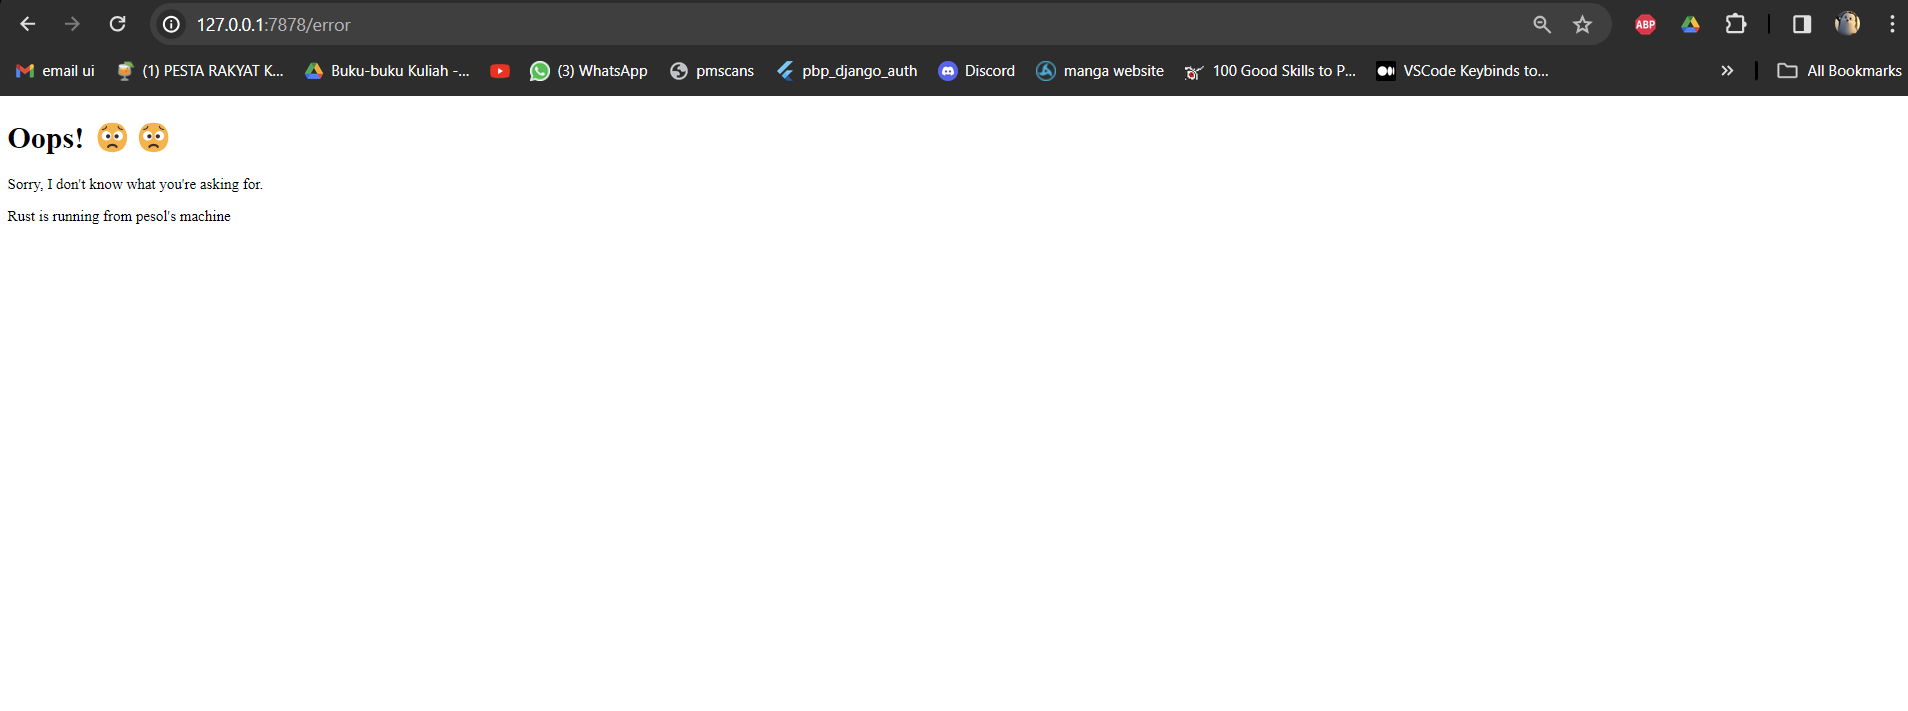 127.0.0.1:7878/error
ABP
email ui (1) PESTA RAKYAT K... Buku-buku Kuliah -... (3) WhatsApp pmscans pbp_django_auth Discord manga website 100 Good Skills to P... VSCode Keybinds to... » All Bookmarks
Oops! 😟 😟
Sorry, I don't know what you're asking for.
Rust is running from pesol's machine